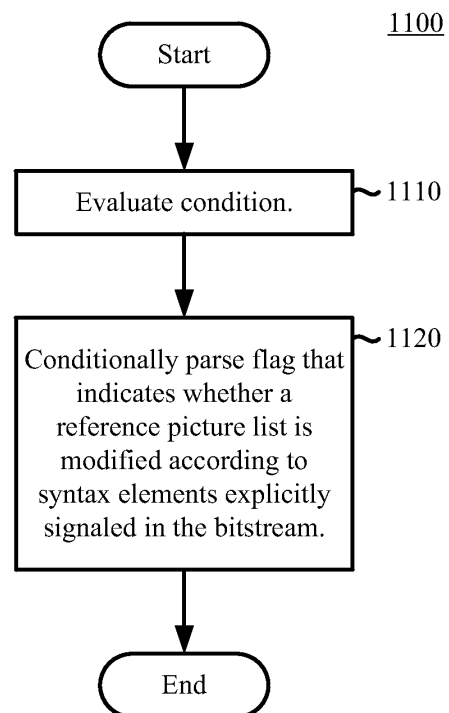 1100
Start
Evaluate condition.
1110
1120
Conditionally parse flag that
indicates whether a
reference picture list is
modified according to
syntax elements explicitly
signaled in the bitstream.
End